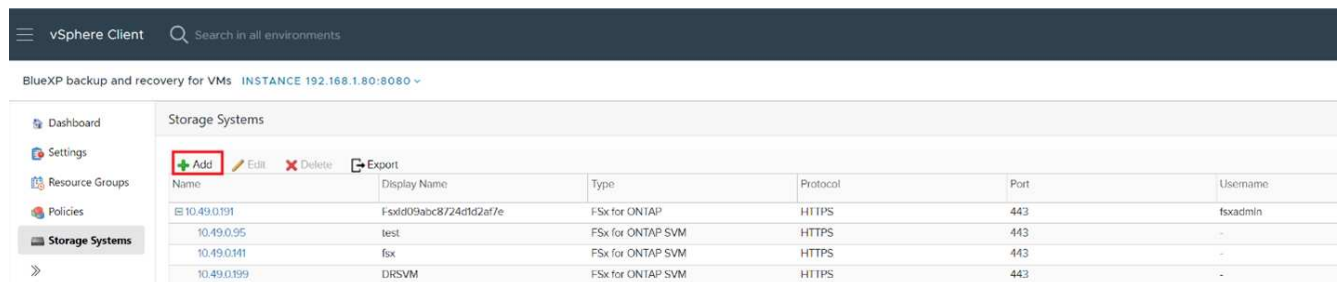 vSphere Client Search in all environments
BlueXP backup and recovery for VMs INSTANCE 192.168.1.80:8080
Dashboard
Settings
Resource Groups
Policies
Storage Systems
Storage Systems
Add Edit Delete Export
Name Display Name Type Protocol Port Username
10.49.0.191 FsxId09abc8724d1d2af7e FSx for ONTAP HTTPS 443 fsxadmin
10.49.0.95 test FSx for ONTAP SVM HTTPS 443 -
10.49.0.141 fsx FSx for ONTAP SVM HTTPS 443 -
10.49.0.199 DRSVM FSx for ONTAP SVM HTTPS 443 -